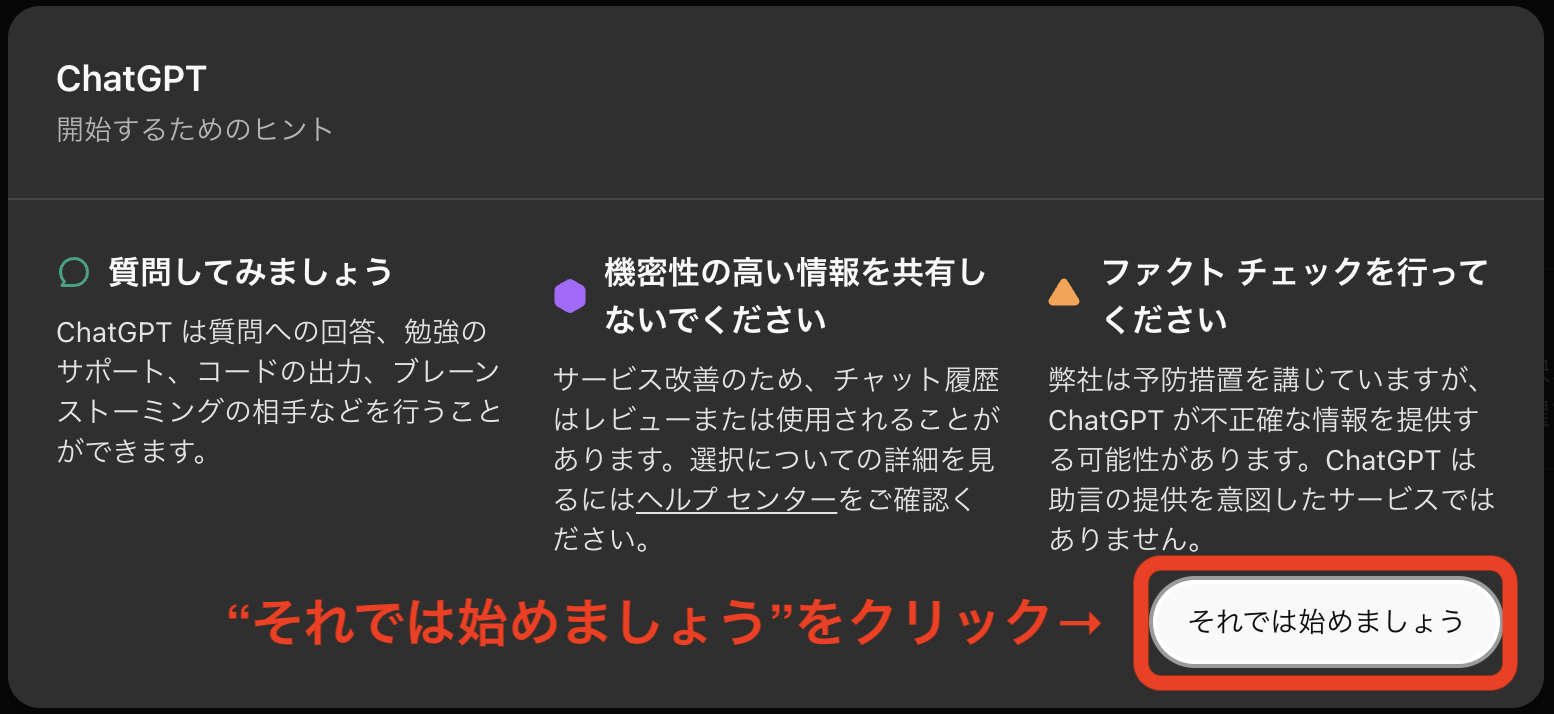 ChatGPT
開始するためのヒント
質問してみましょう
ChatGPT は質問への回答、勉強の
サポート、コードの出力、ブレーン
ストーミングの相手などを行うこと
ができます。
機密性の高い情報を共有し
ないでください
サービス改善のため、チャット履歴
はレビューまたは使用されることが
あります。選択についての詳細を見
るにはヘルプ センターをご確認く
ださい。
ファクト チェックを行って
ください
弊社は予防措置を講じていますが、
ChatGPT が不正確な情報を提供す
る可能性があります。ChatGPT は
助言の提供を意図したサービスでは
ありません。
“それでは始めましょう”をクリック→
それでは始めましょう